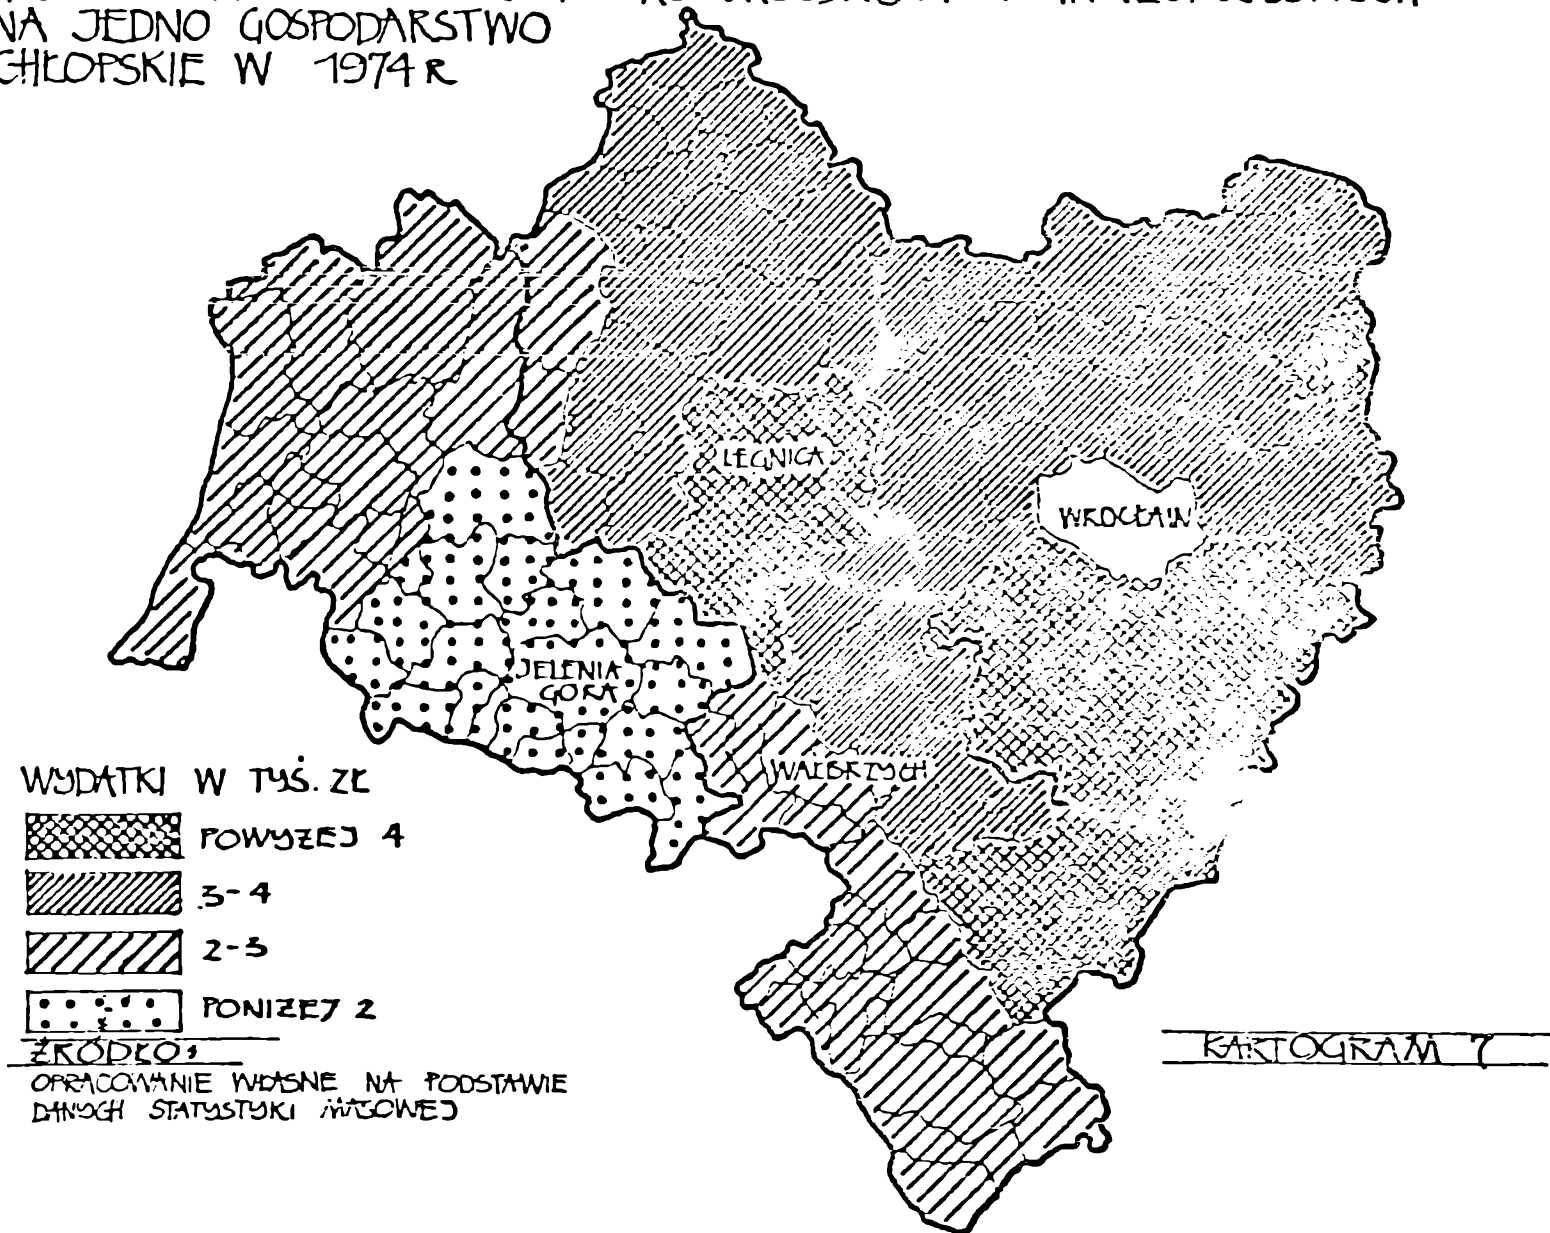 NA JEDNO GOSPODARSTWO
CHŁOPSKIE W 1974 R
LEGNICA
WROCŁAW
JELENIA
GÓRA
WAŁBRZYCH
WYDATKI W TYŚ. ZŁ
POWYŻEJ 4
3-4
2-3
PONIŻEJ 2
ŹRÓDŁO:
OPRACOWANIE WŁASNE NA PODSTAWIE
DANYCH STATYSTYKI MASOWEJ
KARTOGRAM 7